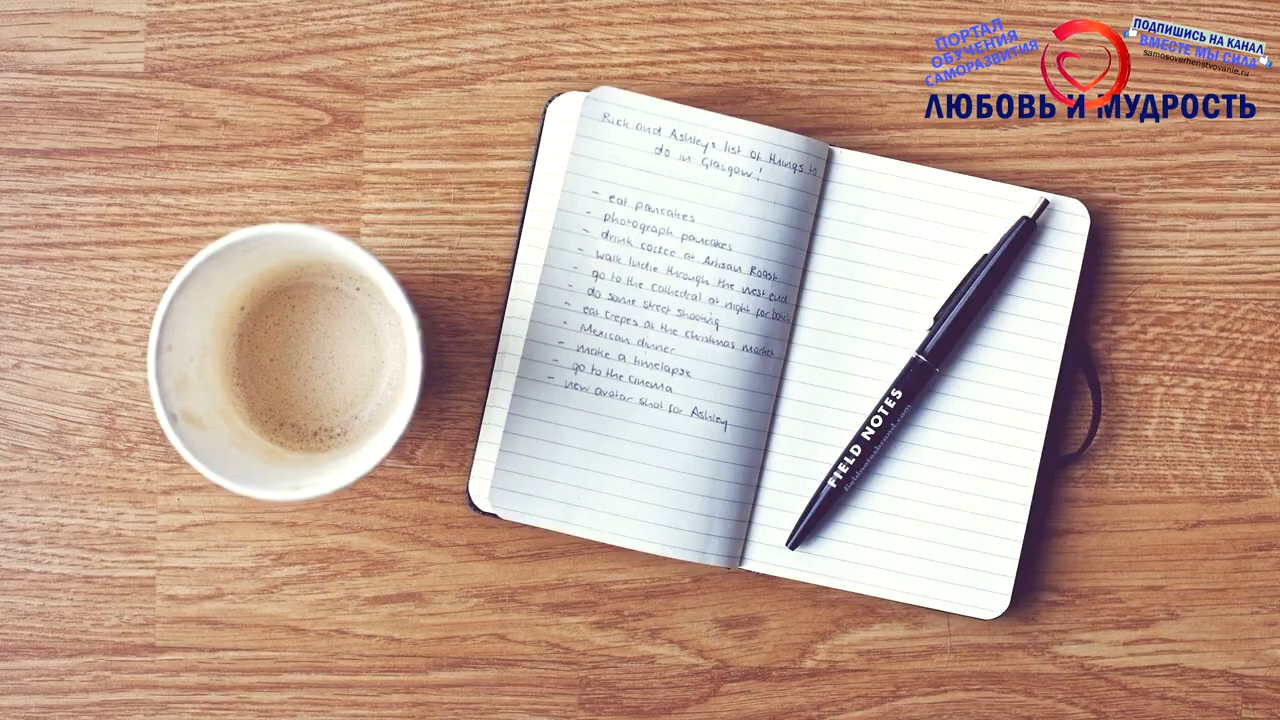 ПОРТАЛ
ОБУЧЕНИЯ
САМОРАЗВИТИЯ
ПОДПИШИСЬ НА КАНАЛ
ВМЕСТЕ МЫ СИЛА
samosovershenstvovanie.ru
ЛЮБОВЬ И МУДРОСТЬ
Rick and Ashleys list of things to
do in Glasgow!
- eat pancakes
- photograph pancakes
- drink coffee at Artisan Roast
- walk Indie through the west end
- go to the cathedral at night for
- do some street shooting
- eat crepes at the christmas market
- Mexican dinner
- make a timelapse
- go to the cinema
- new avatar shot for Ashley
FIELD NOTES
fieldnotesbrand.com